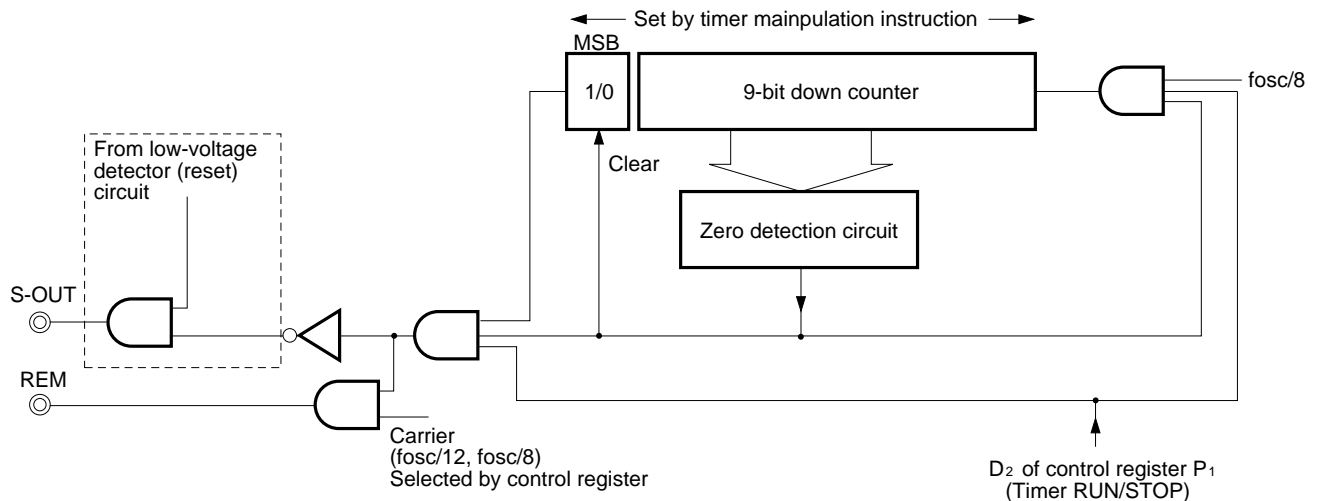 Set by timer mainpulation instruction
MSB
1/0
9-bit down counter
fosc/8
From low-voltage
detector (reset)
circuit
Clear
Zero detection circuit
S-OUT
REM
Carrier
(fosc/12, fosc/8)
Selected by control register
D2 of control register P1
(Timer RUN/STOP)